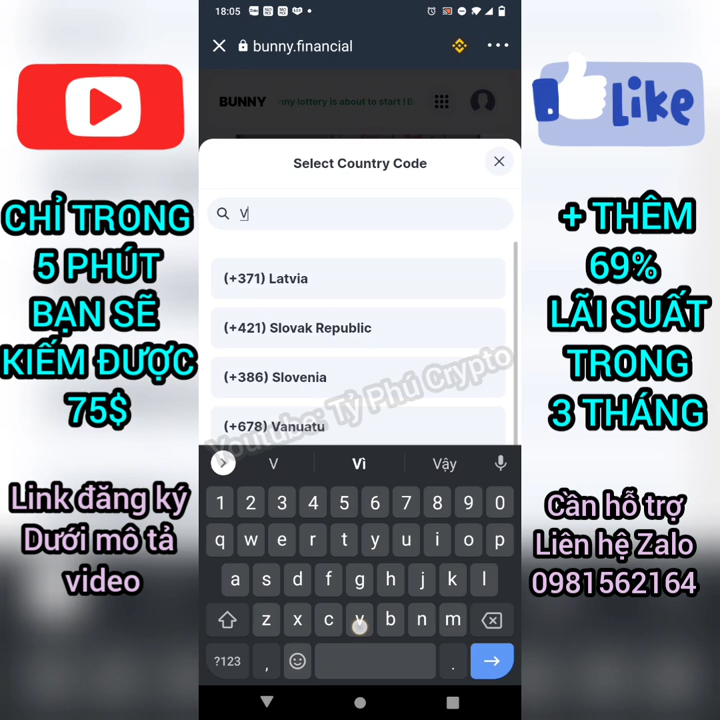 18:05
bunny.financial
BUNNY
ny lottery is about to start ! B
Select Country Code
V
(+371) Latvia
(+421) Slovak Republic
(+386) Slovenia
(+678) Vanuatu
Youtube: Tỷ Phú Crypto
V Vì Vậy
1 2 3 4 5 6 7 8 9 0
q w e r t y u i o p
a s d f g h j k l
z x c v b n m
?123 , .
CHỈ TRONG
5 PHÚT
BẠN SẼ
KIẾM ĐƯỢC
75$
Link đăng ký
Dưới mô tả
video
Like
+ THÊM
69%
LÃI SUẤT
TRONG
3 THÁNG
Cần hỗ trợ
Liên hệ Zalo
0981562164